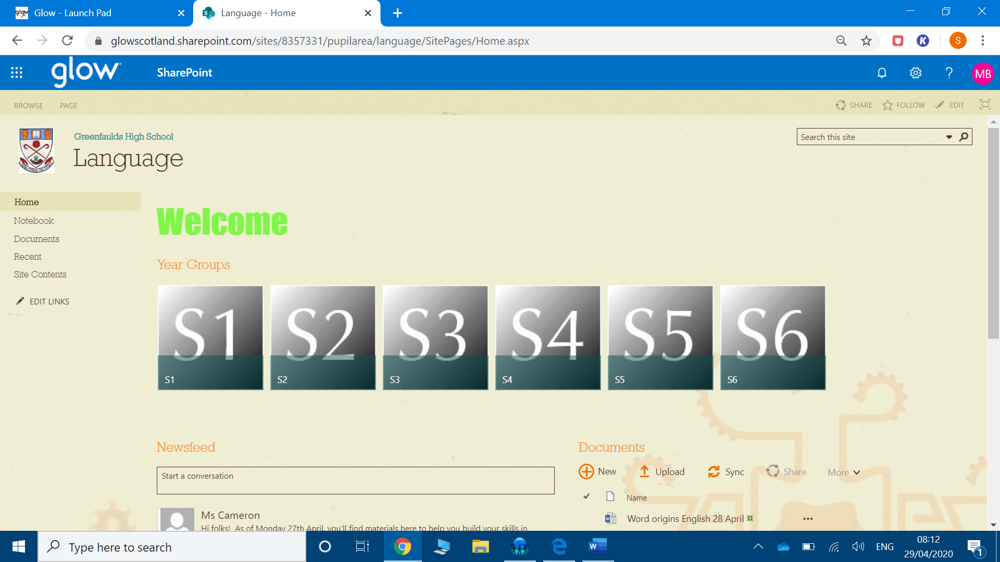 glow Glow - Launch Pad
S Language - Home
glowscotland.sharepoint.com/sites/8357331/pupilarea/language/SitePages/Home.aspx
K
S
glow
SharePoint
?
MB
BROWSE PAGE
SHARE FOLLOW EDIT
Greenfaulds High School
Language
Search this site
Home
Notebook
Documents
Recent
Site Contents
EDIT LINKS
Welcome
Year Groups
S1 S2 S3 S4 S5 S6
S1 S2 S3 S4 S5 S6
Newsfeed
Start a conversation
Ms Cameron
Hi folks! As of Monday 27th April, you'll find materials here to help you build your skills in
Documents
New Upload Sync Share More
Name
Word origins English 28 April
Type here to search
W
ENG
08:12
29/04/2020
1